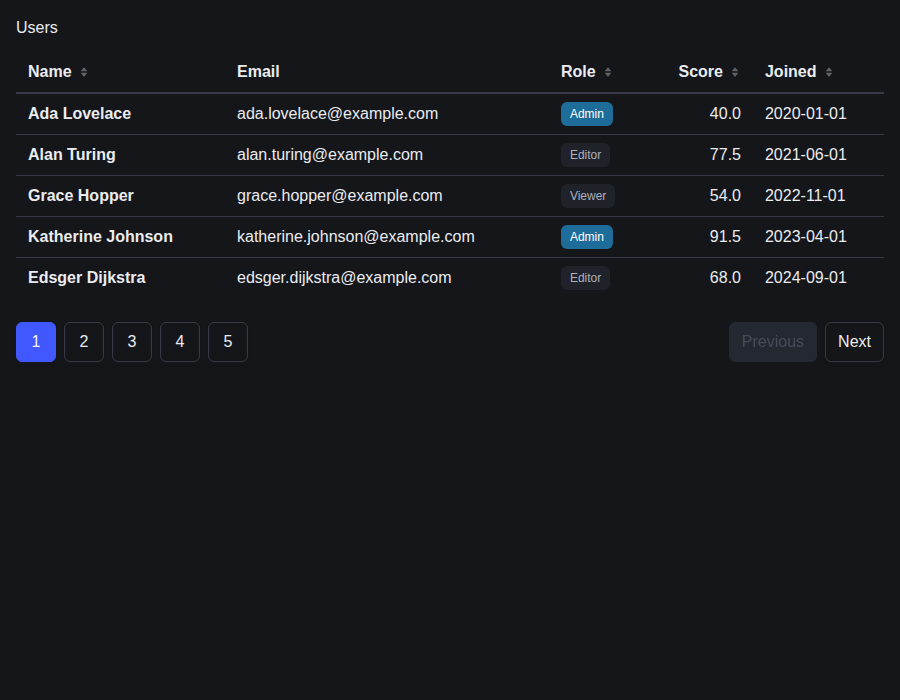 Users
Name Email Role Score Joined
Ada Lovelace ada.lovelace@example.com Admin 40.0 2020-01-01
Alan Turing alan.turing@example.com Editor 77.5 2021-06-01
Grace Hopper grace.hopper@example.com Viewer 54.0 2022-11-01
Katherine Johnson katherine.johnson@example.com Admin 91.5 2023-04-01
Edsger Dijkstra edsger.dijkstra@example.com Editor 68.0 2024-09-01
1 2 3 4 5 Previous Next